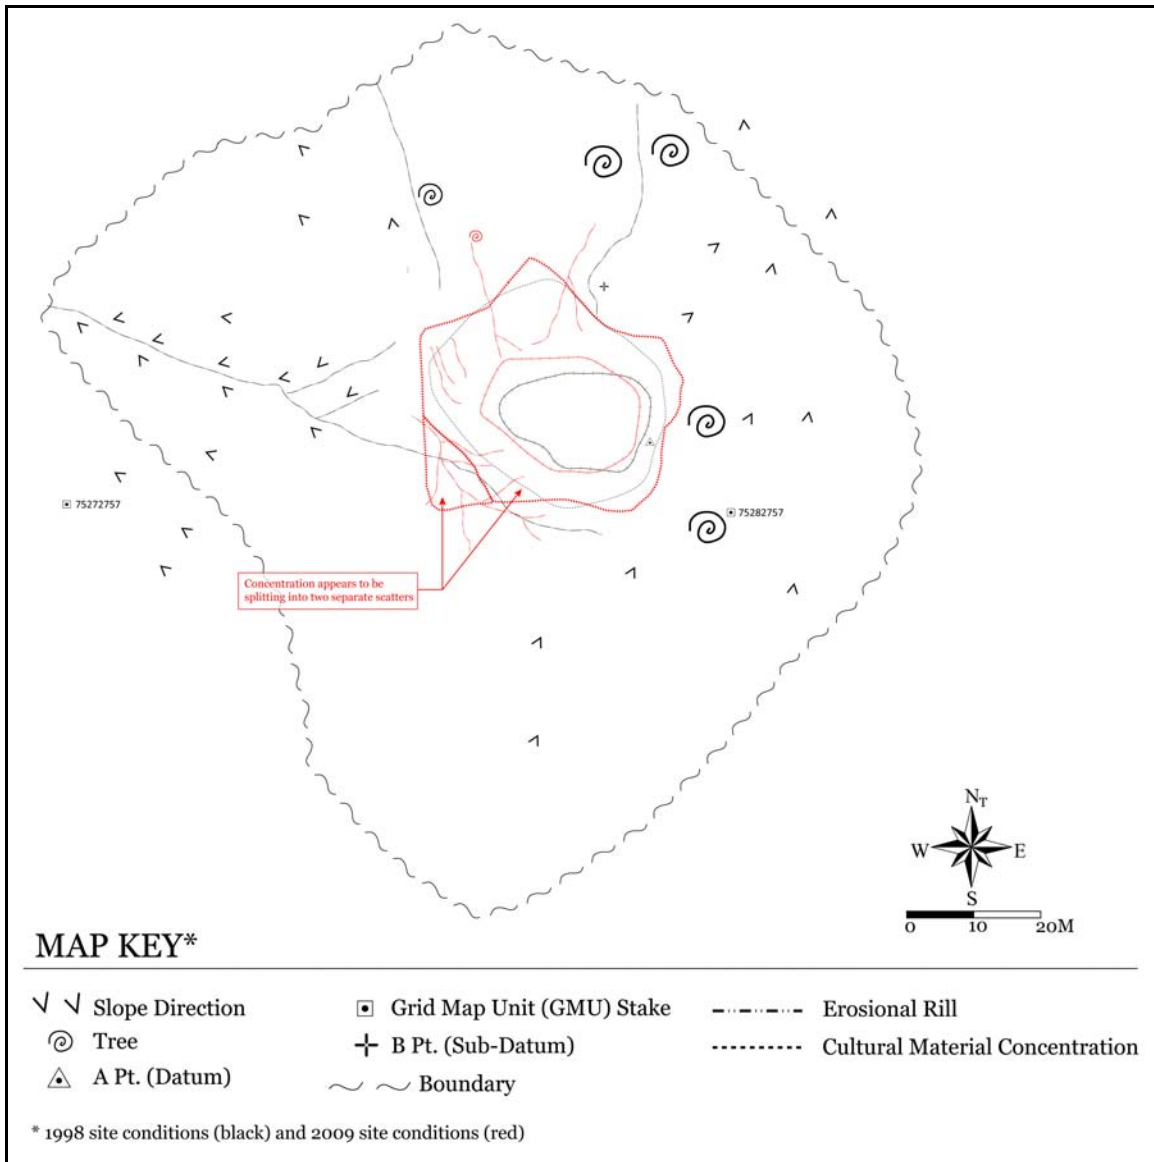 75272757
75282757
Concentration appears to be
splitting into two separate scatters
N T
W E
S
0 10 20M
MAP KEY*
Slope Direction
Tree
A Pt. (Datum)
Grid Map Unit (GMU) Stake
B Pt. (Sub-Datum)
Boundary
Erosional Rill
Cultural Material Concentration
* 1998 site conditions (black) and 2009 site conditions (red)